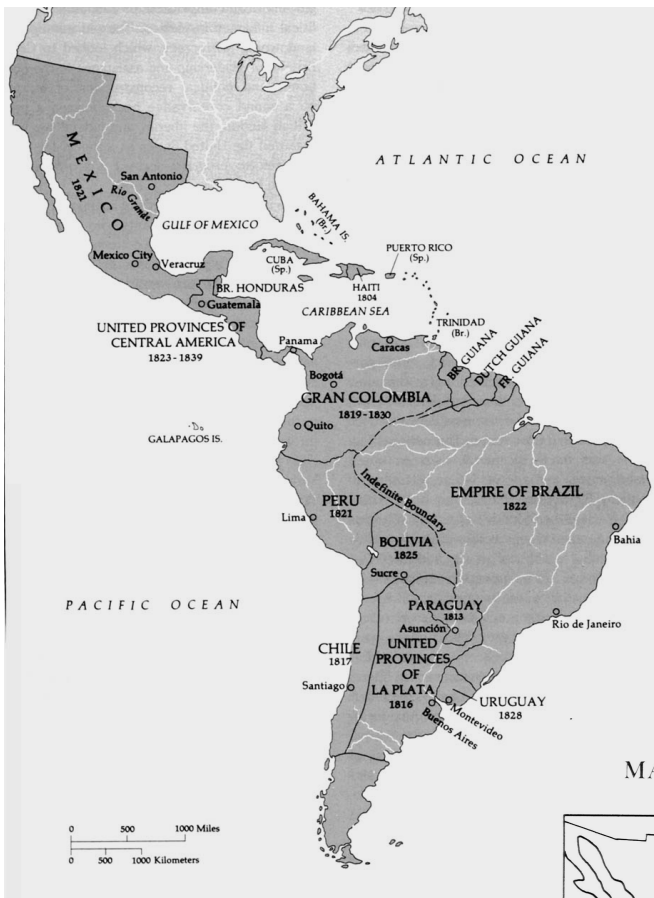 ATLANTIC OCEAN
MEXICO
1821
San Antonio
Rio Grande
GULF OF MEXICO
BAHAMA IS.
(Br.)
Mexico City
Veracruz
CUBA
(Sp.)
PUERTO RICO
(Sp.)
HAITI
1804
BR. HONDURAS
Guatemala
CARIBBEAN SEA
UNITED PROVINCES OF
CENTRAL AMERICA
1823-1839
Panama
Caracas
TRINIDAD
(Br.)
BR. GUIANA
DUTCH GUIANA
FR. GUIANA
Bogotá
GRAN COLOMBIA
1819-1830
Quito
GALAPAGOS IS.
Indefinite Boundary
EMPIRE OF BRAZIL
1822
PERU
1821
Lima
Bahia
BOLIVIA
1825
Sucre
PACIFIC OCEAN
PARAGUAY
1813
Asunción
Rio de Janeiro
CHILE
1817
UNITED
PROVINCES
OF
LA PLATA
1816
Santiago
URUGUAY
1828
Montevideo
Buenos Aires
MA
0 500 1000 Miles
0 500 1000 Kilometers